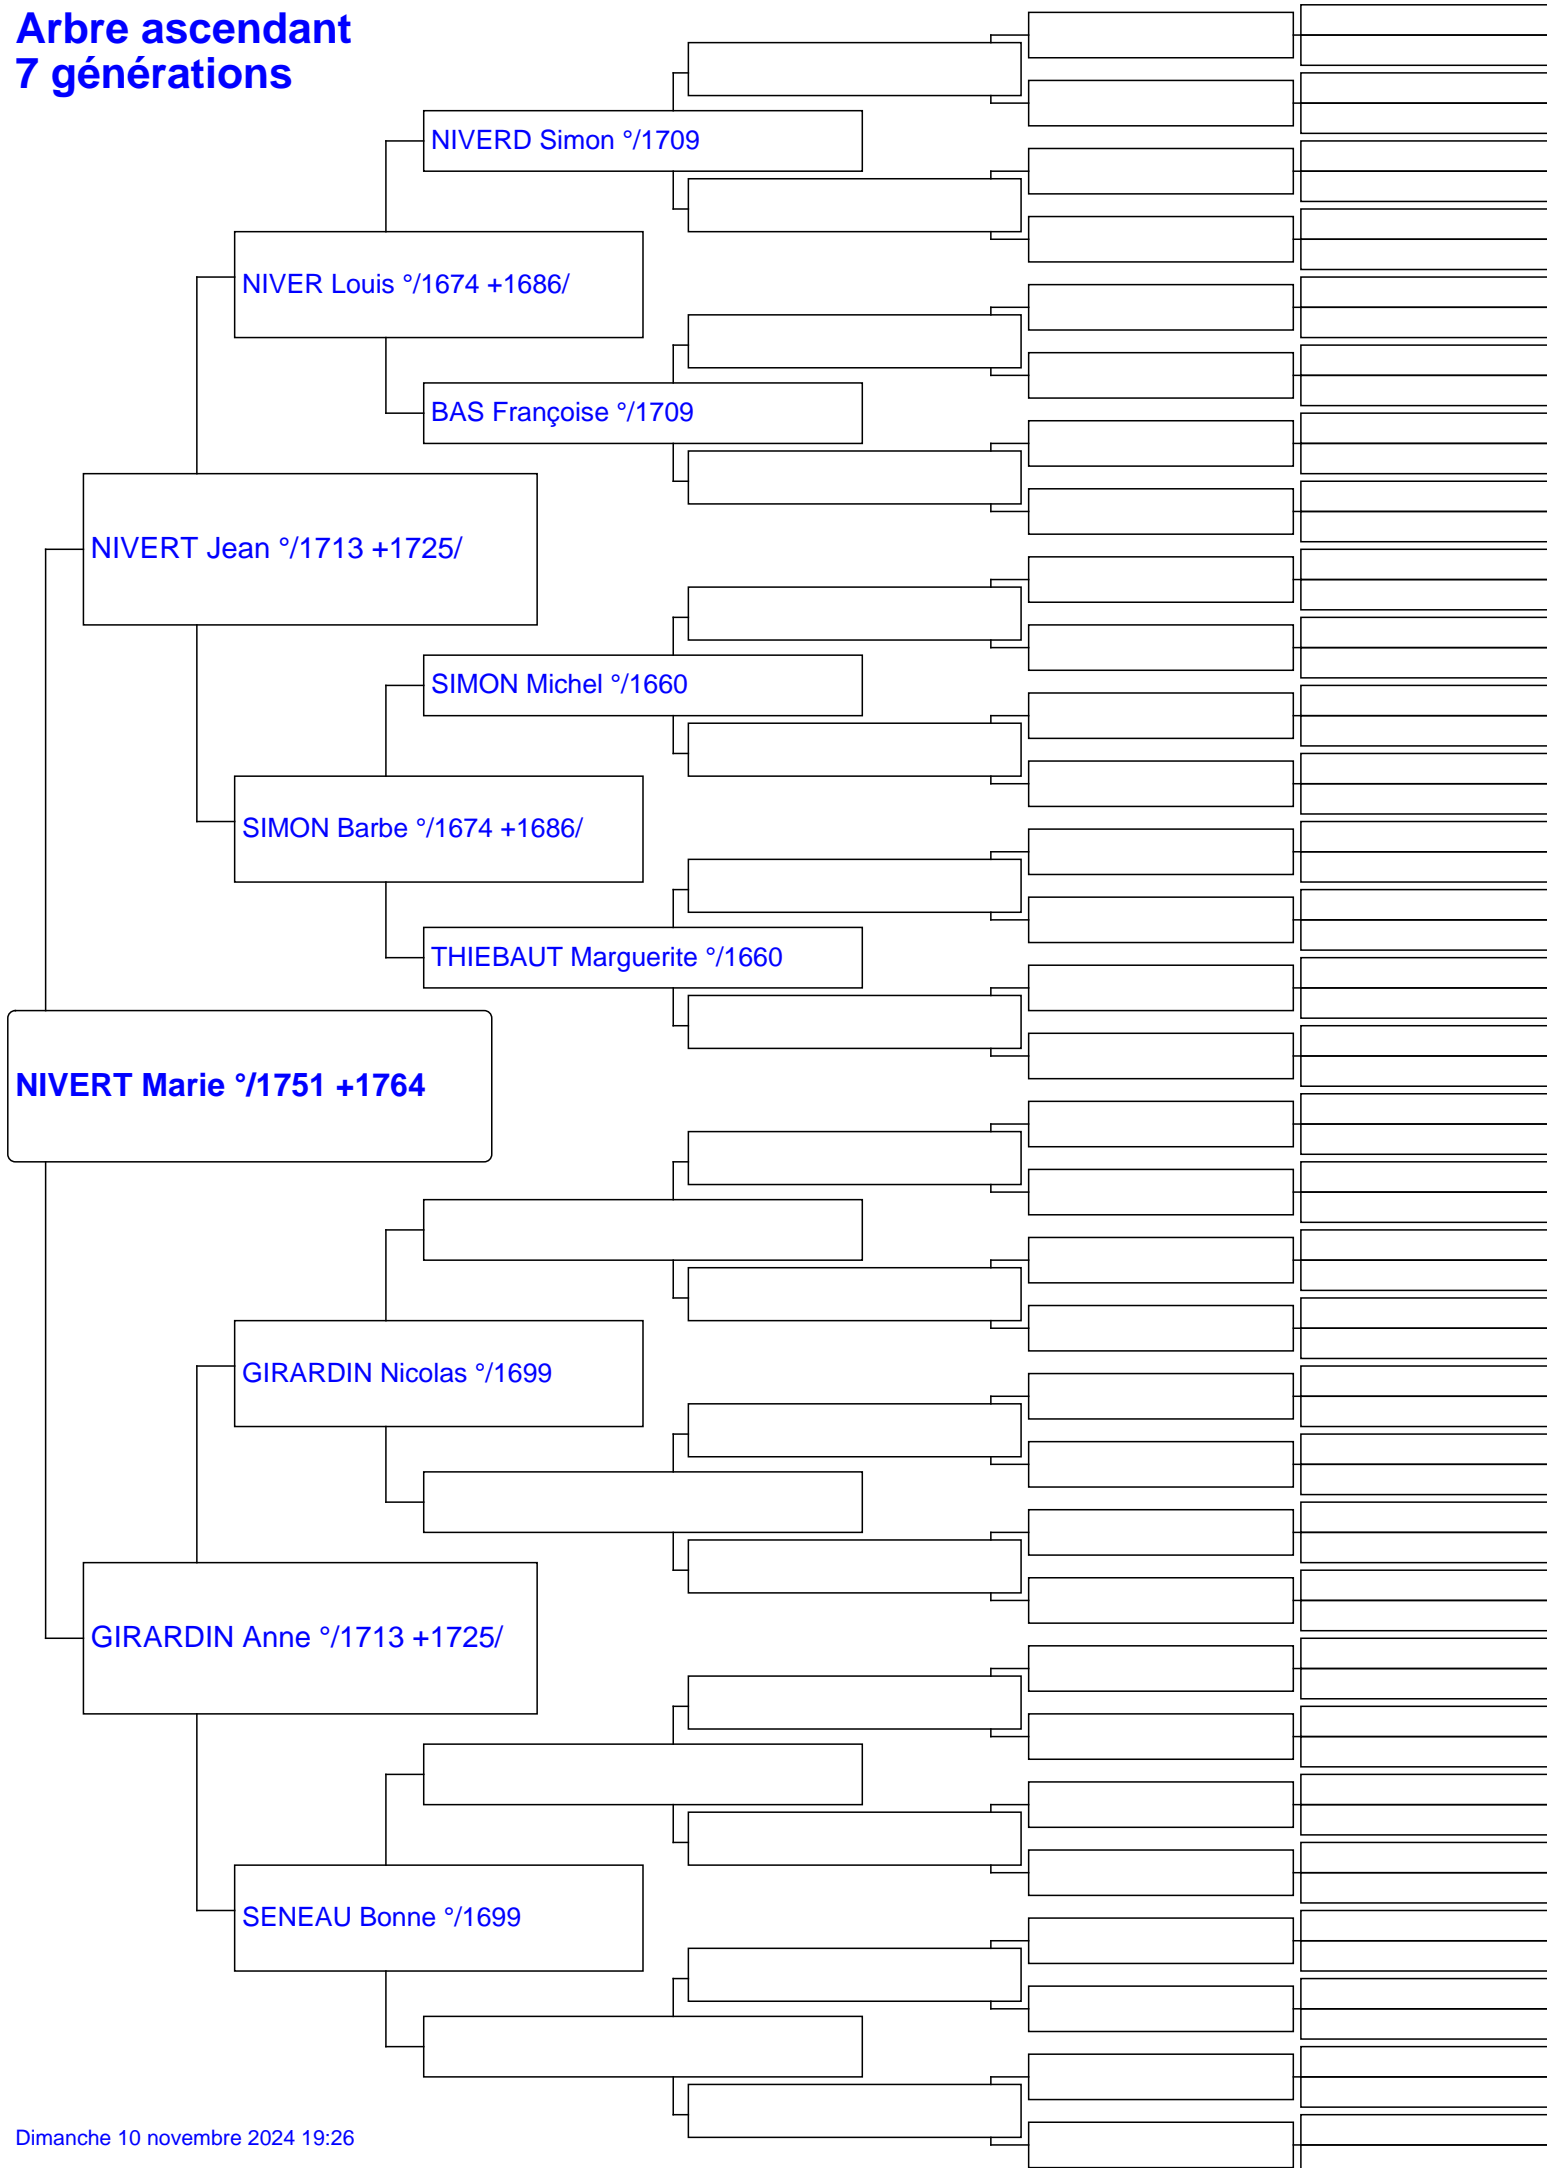 Arbre ascendant
7 générations
NIVERD Simon °/1709
NIVER Louis °/1674 +1686/
BAS Françoise °/1709
NIVERT Jean °/1713 +1725/
SIMON Michel °/1660
SIMON Barbe °/1674 +1686/
THIEBAUT Marguerite °/1660
NIVERT Marie °/1751 +1764
GIRARDIN Nicolas °/1699
GIRARDIN Anne °/1713 +1725/
SENEAU Bonne °/1699
Dimanche 10 novembre 2024 19:26